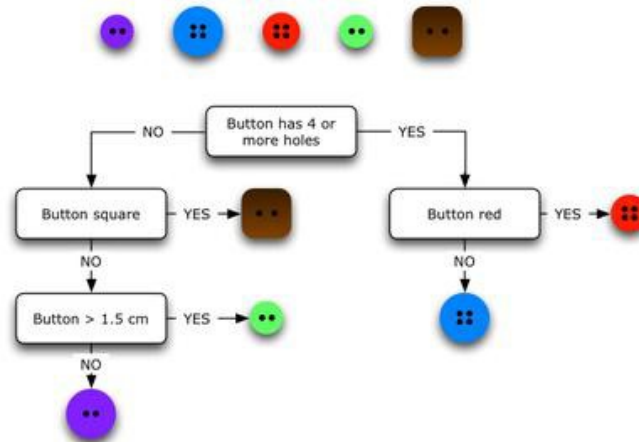 Button has 4 or
more holes
NO
YES
Button square
YES
Button red
YES
NO
NO
Button > 1.5 cm
YES
NO